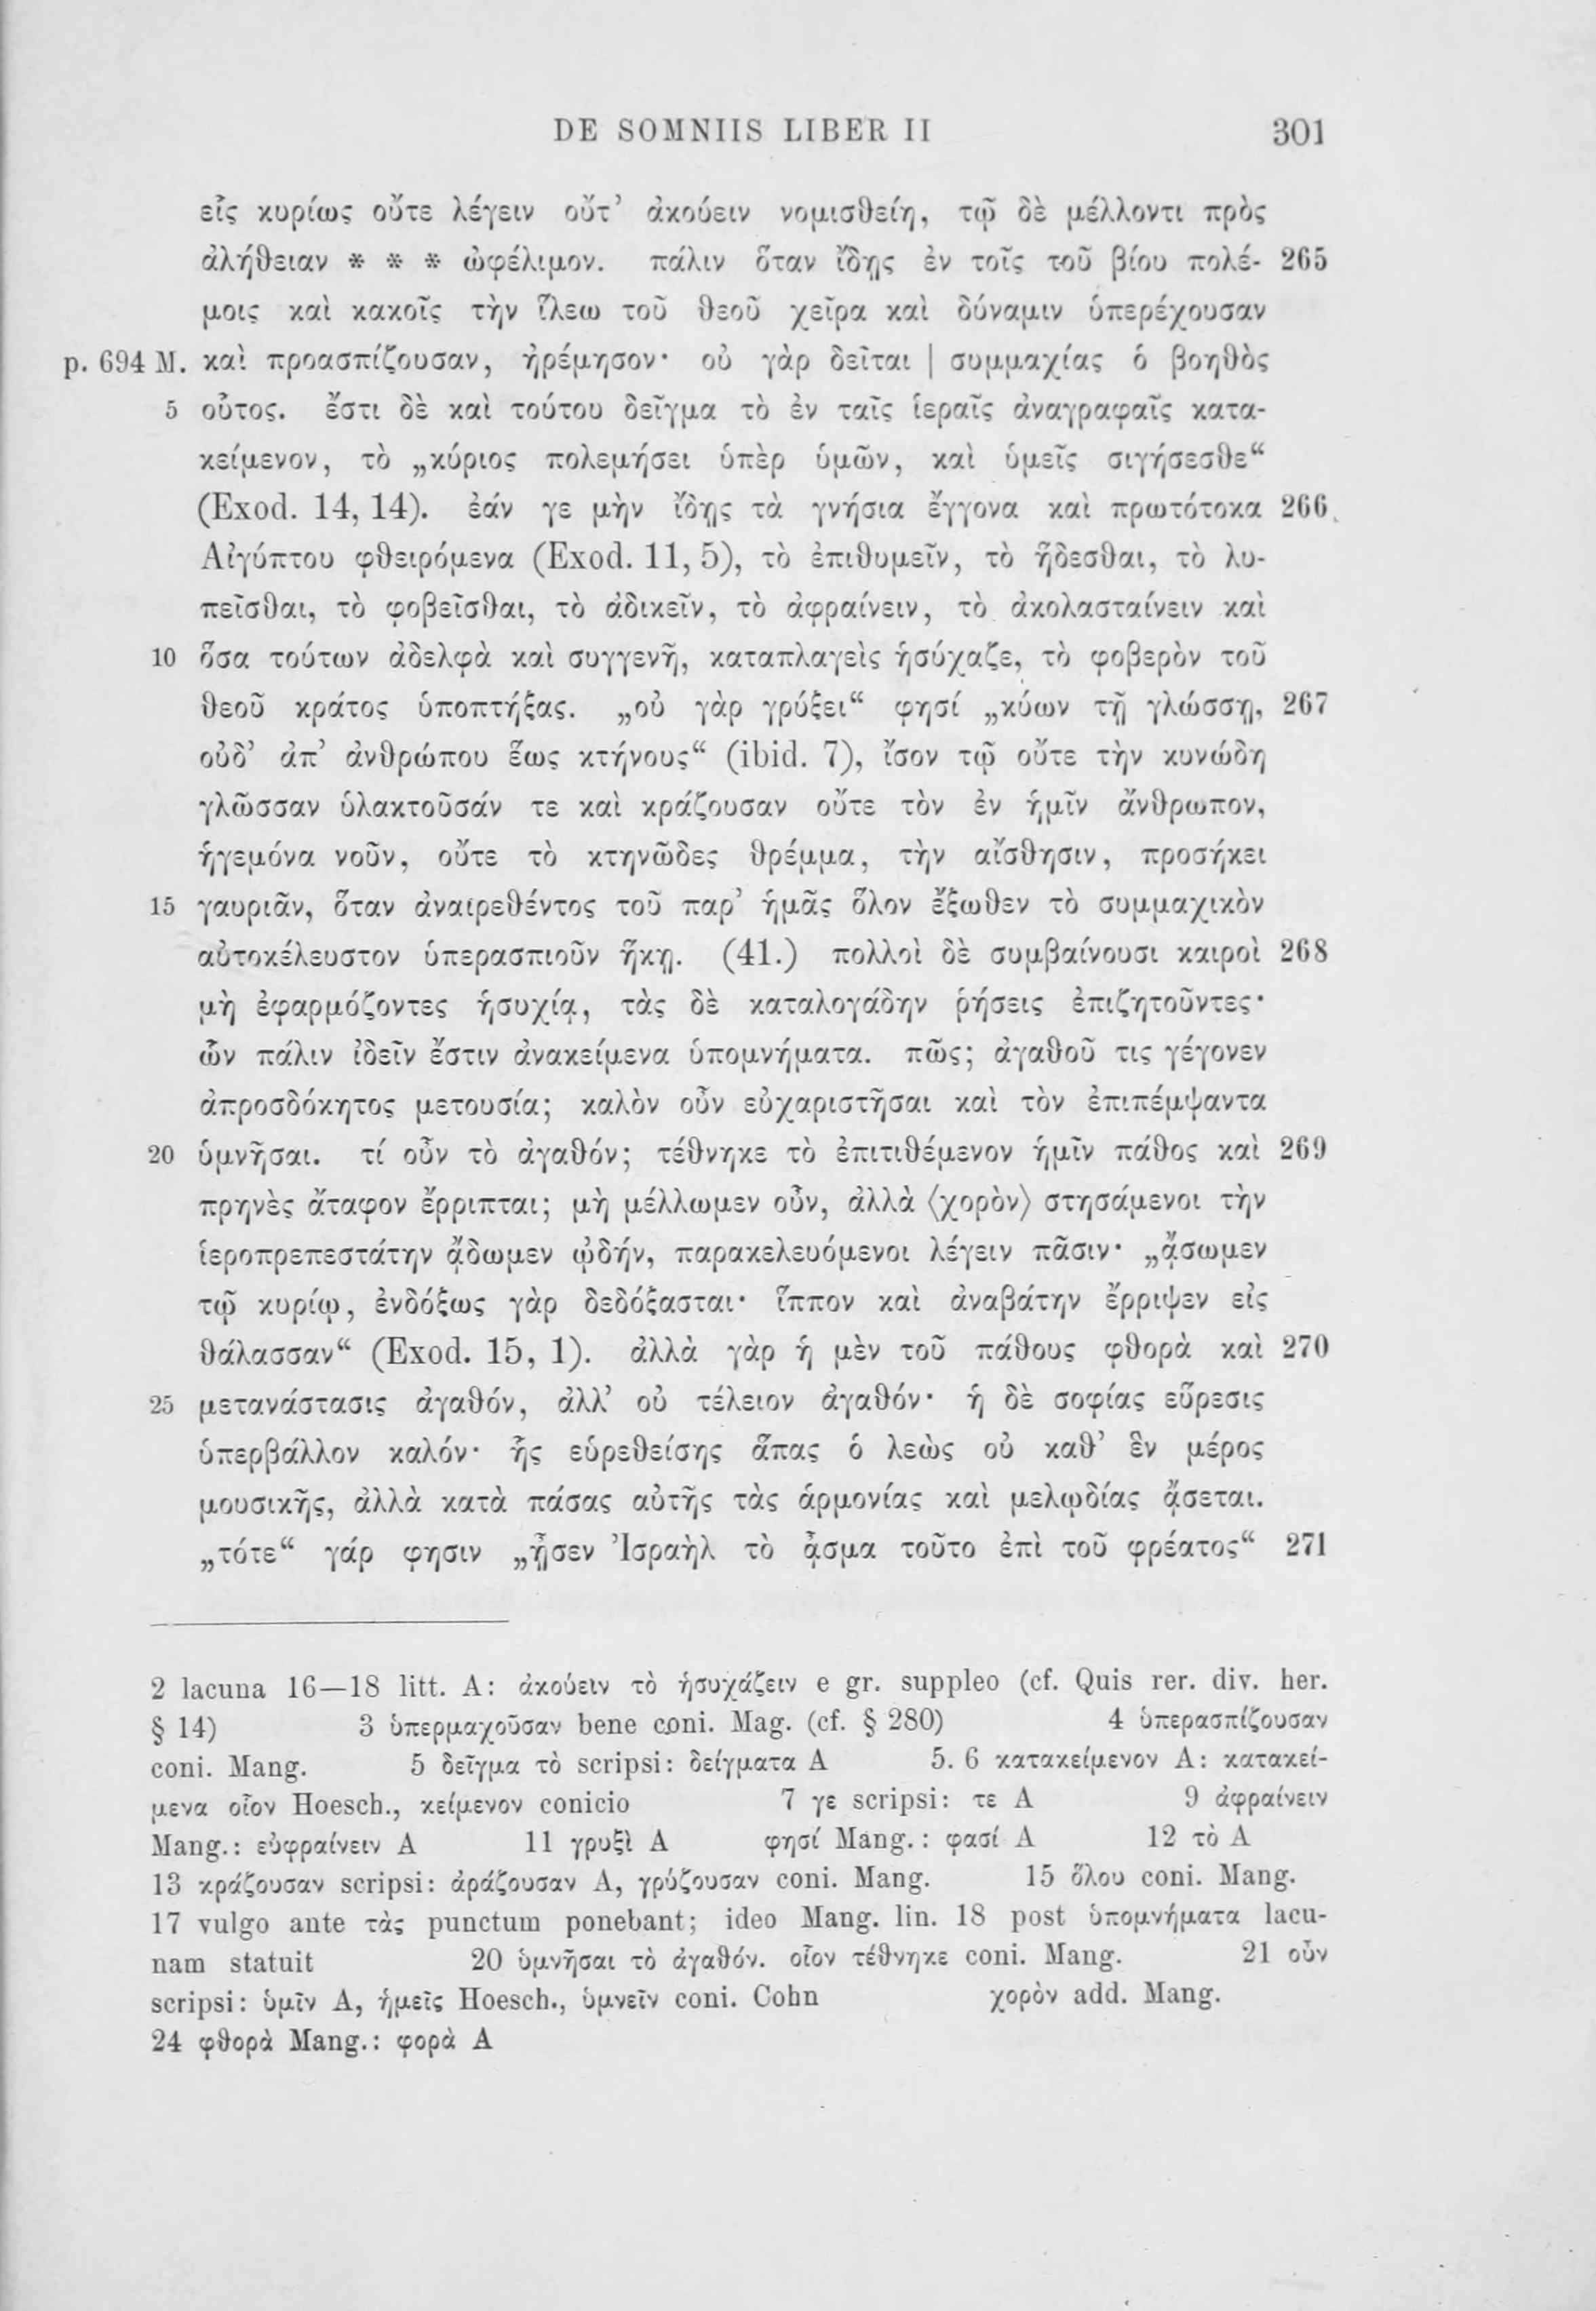 DE SOMNIIS LIBER II 301
εἷς κυρίως οὔτε λέγειν οὔτ’ ἀκούειν νομισθείη, τῷ δὲ μέλλοντι πρὸς
ἀλήθειαν * * * ὠφέλιμον. πάλιν ὅταν ἴδῃς ἐν τοῖς τοῦ βίου πολέ- 265
μοις καὶ κακοῖς τὴν ἵλεω τοῦ θεοῦ χεῖρα καὶ δύναμιν ὑπερέχουσαν
p. 694 M. καὶ προασπίζουσαν, ἠρέμησον· οὐ γὰρ δεῖται | συμμαχίας ὁ βοηθὸς
5 οὗτος. ἔστι δὲ καὶ τούτου δεῖγμα τὸ ἐν ταῖς ἱεραῖς ἀναγραφαῖς κατα-
κείμενον, τὸ „κύριος πολεμήσει ὑπὲρ ὑμῶν, καὶ ὑμεῖς σιγήσεσθε“
(Exod. 14, 14). ἐάν γε μὴν ἴδῃς τὰ γνήσια ἔγγονα καὶ πρωτότοκα 266
Αἰγύπτου φθειρόμενα (Exod. 11, 5), τὸ ἐπιθυμεῖν, τὸ ἥδεσθαι, τὸ λυ-
πεῖσθαι, τὸ φοβεῖσθαι, τὸ ἀδικεῖν, τὸ ἀφραίνειν, τὸ ἀκολασταίνειν καὶ
10 ὅσα τούτων ἀδελφὰ καὶ συγγενῆ, καταπλαγεὶς ἡσύχαζε, τὸ φοβερὸν τοῦ
θεοῦ κράτος ὑποπτήξας. „οὐ γὰρ γρύξει“ φησί „κύων τῇ γλώσσῃ, 267
οὐδ’ ἀπ’ ἀνθρώπου ἕως κτήνους“ (ibid. 7), ἴσον τῷ οὔτε τὴν κυνώδη
γλῶσσαν ὑλακτοῦσάν τε καὶ κράζουσαν οὔτε τὸν ἐν ἡμῖν ἄνθρωπον,
ἡγεμόνα νοῦν, οὔτε τὸ κτηνῶδες θρέμμα, τὴν αἴσθησιν, προσήκει
15 γαυριᾶν, ὅταν ἀναιρεθέντος τοῦ παρ’ ἡμᾶς ὅλον ἔξωθεν τὸ συμμαχικὸν
αὐτοκέλευστον ὑπερασπιοῦν ἥκῃ. (41.) πολλοὶ δὲ συμβαίνουσι καιροὶ 268
μὴ ἐφαρμόζοντες ἡσυχίᾳ, τὰς δὲ καταλογάδην ῥήσεις ἐπιζητοῦντες·
ὧν πάλιν ἰδεῖν ἔστιν ἀνακείμενα ὑπομνήματα. πῶς; ἀγαθοῦ τις γέγονεν
ἀπροσδόκητος μετουσία; καλὸν οὖν εὐχαριστῆσαι καὶ τὸν ἐπιπέμψαντα
20 ὑμνῆσαι. τί οὖν τὸ ἀγαθόν; τέθνηκε τὸ ἐπιτιθέμενον ἡμῖν πάθος καὶ 269
πρηνὲς ἄταφον ἔρριπται; μὴ μέλλωμεν οὖν, ἀλλὰ ⟨χορὸν⟩ στησάμενοι τὴν
ἱεροπρεπεστάτην ᾄδωμεν ᾠδήν, παρακελευόμενοι λέγειν πᾶσιν· „ᾄσωμεν
τῷ κυρίῳ, ἐνδόξως γὰρ δεδόξασται· ἵππον καὶ ἀναβάτην ἔρριψεν εἰς
θάλασσαν“ (Exod. 15, 1). ἀλλὰ γὰρ ἡ μὲν τοῦ πάθους φθορὰ καὶ 270
25 μετανάστασις ἀγαθόν, ἀλλ’ οὐ τέλειον ἀγαθόν· ἡ δὲ σοφίας εὕρεσις
ὑπερβάλλον καλόν· ἧς εὑρεθείσης ἅπας ὁ λεὼς οὐ καθ’ ἓν μέρος
μουσικῆς, ἀλλὰ κατὰ πάσας αὐτῆς τὰς ἁρμονίας καὶ μελῳδίας ᾄσεται.
„τότε“ γάρ φησιν „ᾖσεν Ἰσραὴλ τὸ ᾆσμα τοῦτο ἐπὶ τοῦ φρέατος“ 271
2 lacuna 16—18 litt. A: ἀκούειν τὸ ἡσυχάζειν e gr. suppleo (cf. Quis rer. div. her.
§ 14) 3 ὑπερμαχοῦσαν bene coni. Mag. (cf. § 280) 4 ὑπερασπίζουσαν
coni. Mang. 5 δεῖγμα τὸ scripsi: δείγματα A 5. 6 κατακείμενον A: κατακεί-
μενα οἷον Hoesch., κείμενον conicio 7 γε scripsi: τε A 9 ἀφραίνειν
Mang.: εὐφραίνειν A 11 γρυξὶ A φησί Mang.: φασί A 12 τὸ A
13 κράζουσαν scripsi: ἀράζουσαν A, γρύζουσαν coni. Mang. 15 ὅλου coni. Mang.
17 vulgo ante τὰς punctum ponebant; ideo Mang. lin. 18 post ὑπομνήματα lacu-
nam statuit 20 ὑμνῆσαι τὸ ἀγαθόν. οἷον τέθνηκε coni. Mang. 21 οὖν
scripsi: ὑμῖν A, ἡμεῖς Hoesch., ὑμνεῖν coni. Cohn χορὸν add. Mang.
24 φθορὰ Mang.: φορὰ A